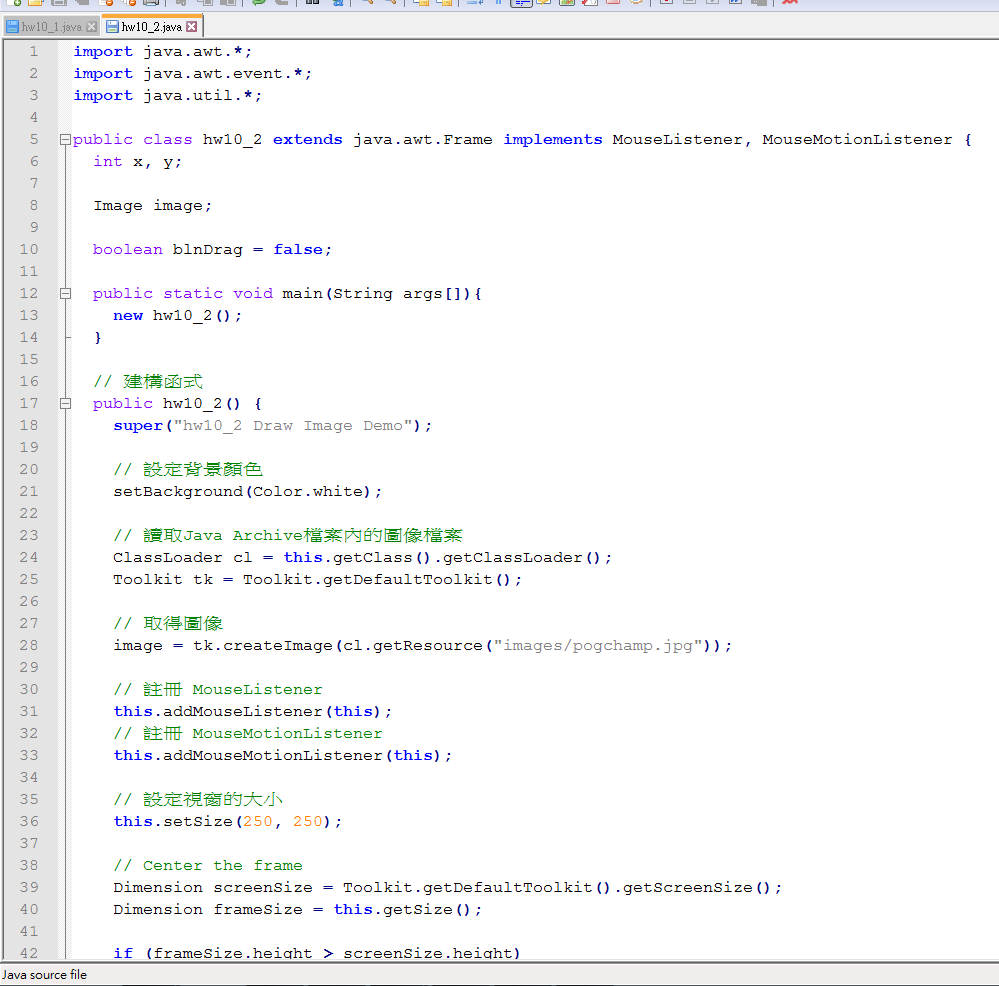 hw10_1.java hw10_2.java
1 import java.awt.*;
2 import java.awt.event.*;
3 import java.util.*;
4
5 public class hw10_2 extends java.awt.Frame implements MouseListener, MouseMotionListener {
6 int x, y;
7
8 Image image;
9
10 boolean blnDrag = false;
11
12 public static void main(String args[]){
13 new hw10_2();
14 }
15
16 // 建構函式
17 public hw10_2() {
18 super("hw10_2 Draw Image Demo");
19
20 // 設定背景顏色
21 setBackground(Color.white);
22
23 // 讀取Java Archive檔案內的圖像檔案
24 ClassLoader cl = this.getClass().getClassLoader();
25 Toolkit tk = Toolkit.getDefaultToolkit();
26
27 // 取得圖像
28 image = tk.createImage(cl.getResource("images/pogchamp.jpg"));
29
30 // 註冊 MouseListener
31 this.addMouseListener(this);
32 // 註冊 MouseMotionListener
33 this.addMouseMotionListener(this);
34
35 // 設定視窗的大小
36 this.setSize(250, 250);
37
38 // Center the frame
39 Dimension screenSize = Toolkit.getDefaultToolkit().getScreenSize();
40 Dimension frameSize = this.getSize();
41
42 if (frameSize.height > screenSize.height)
Java source file